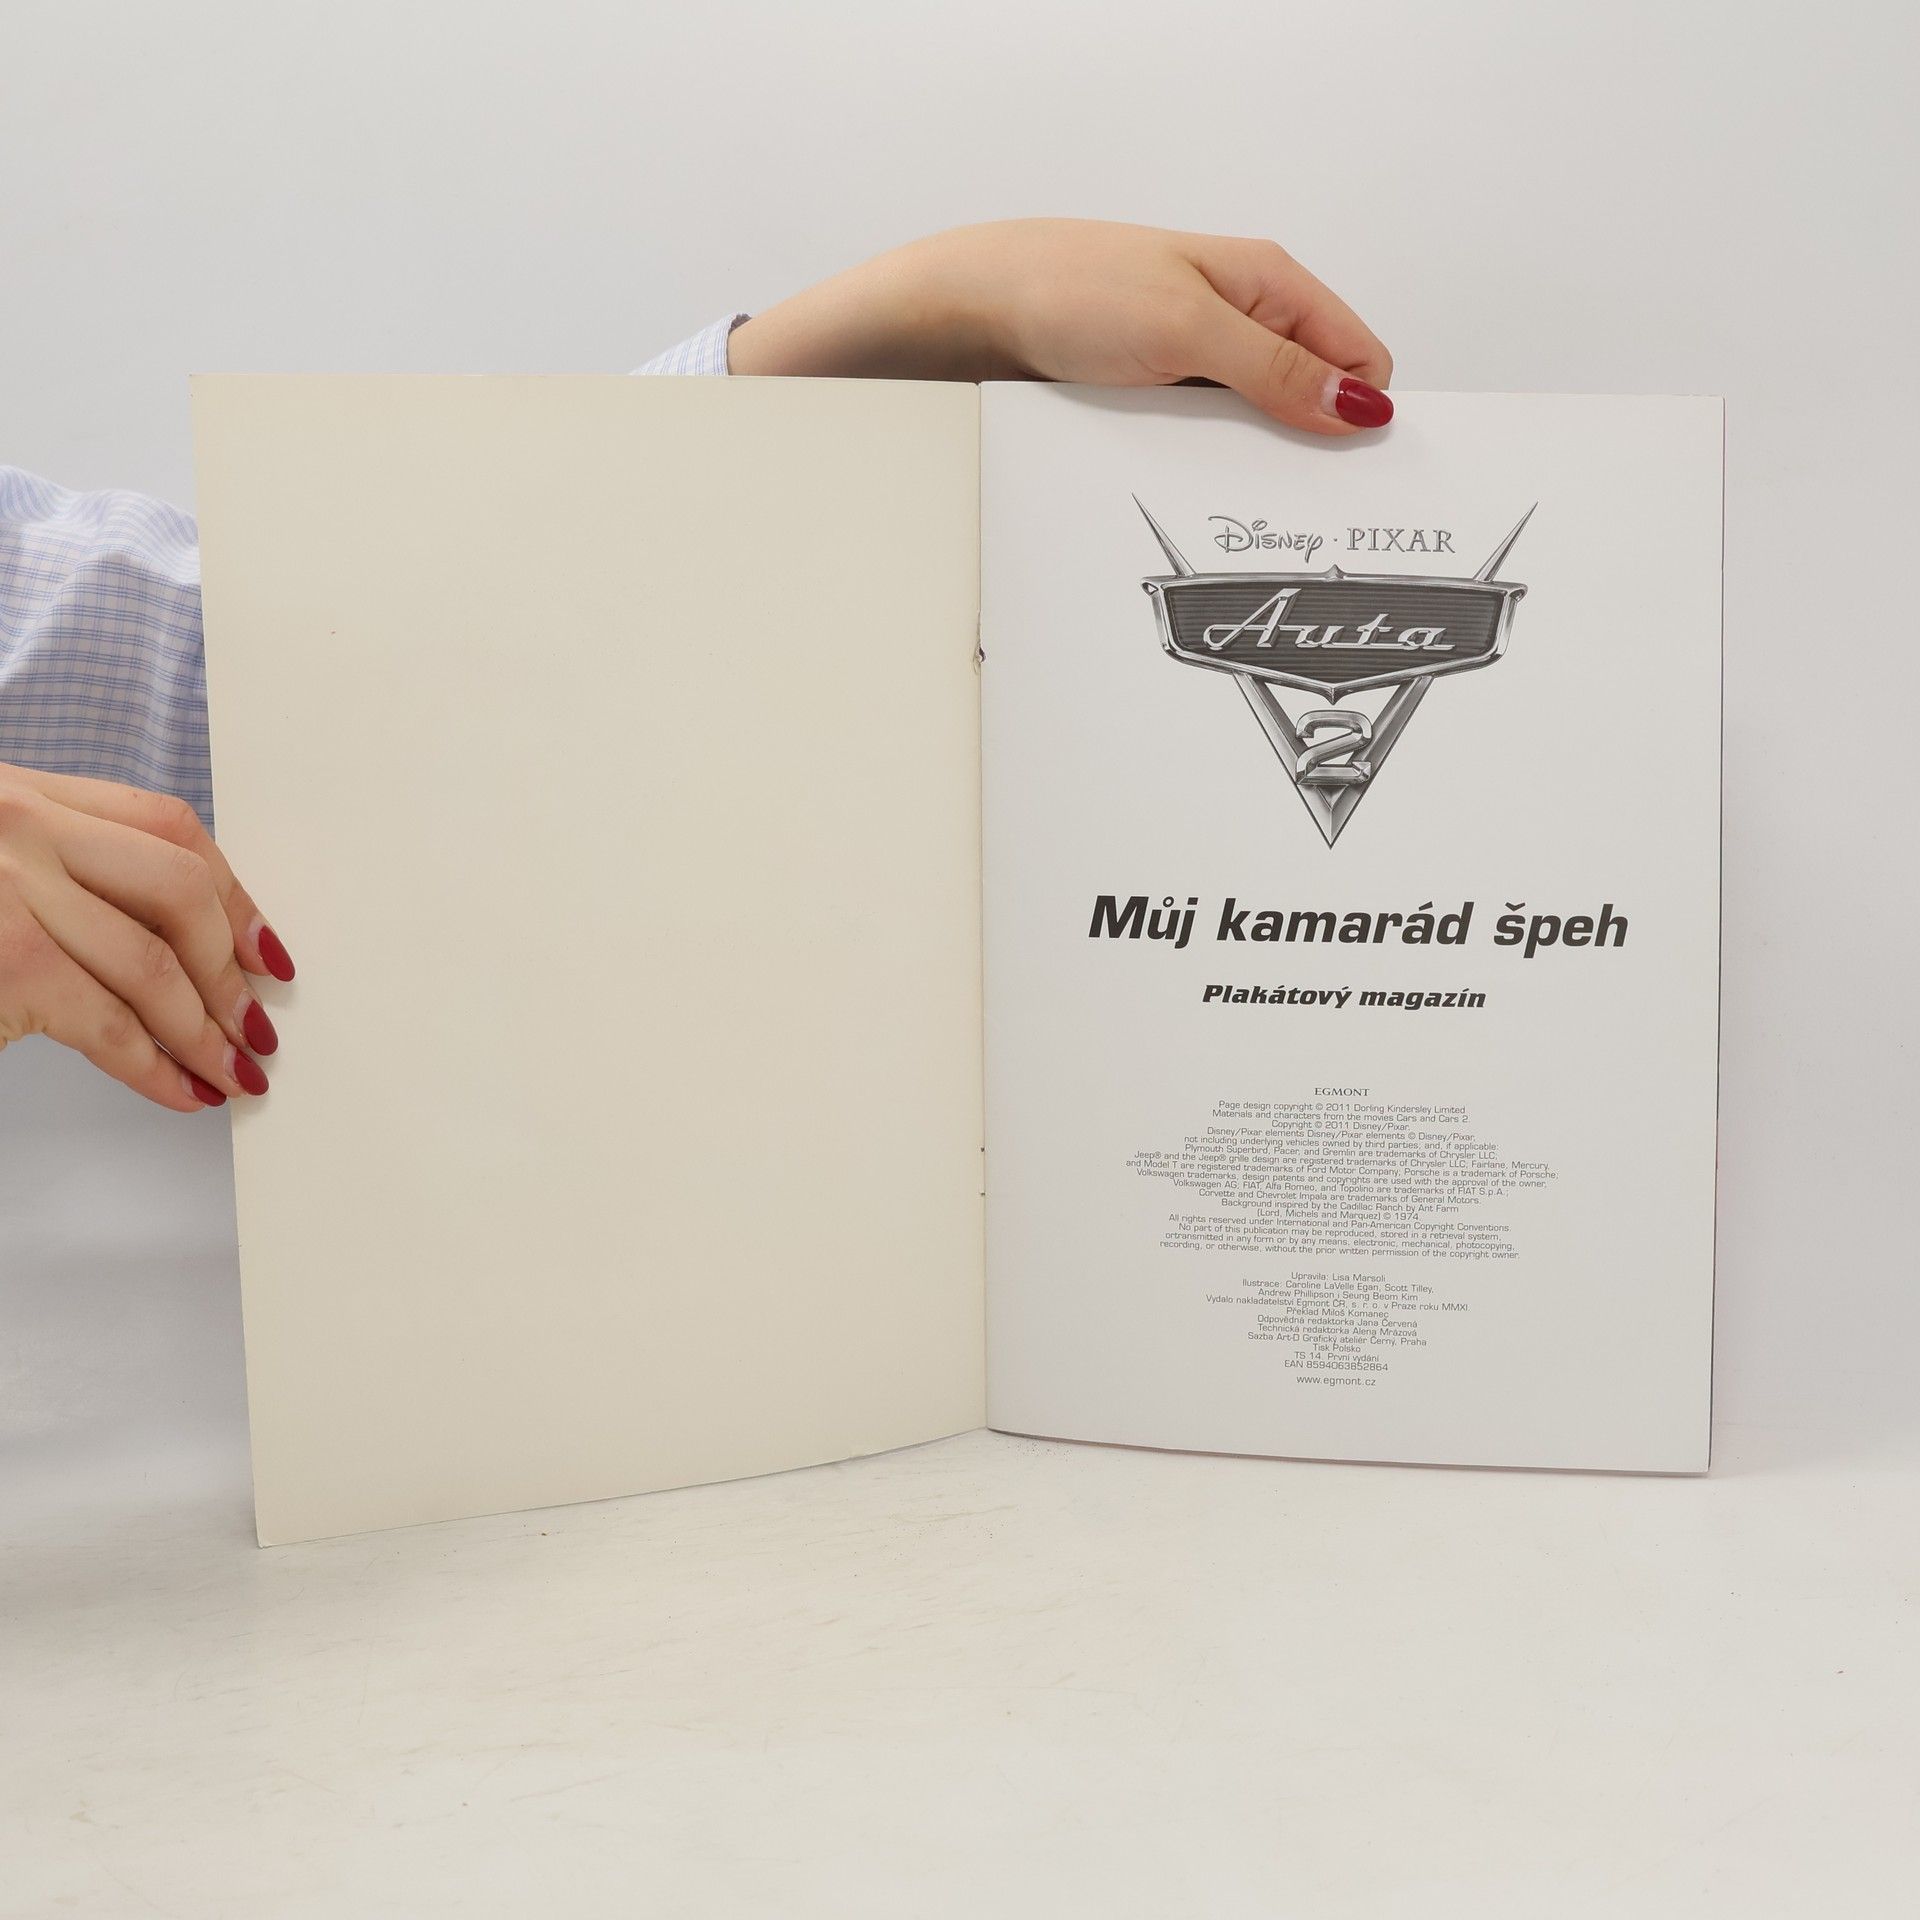 Disney · PIXAR
Auta
2
Můj kamarád špeh
Plakátový magazín
EGMONT
Page design copyright © 2011 Dorling Kindersley Limited
Materials and characters from the movies Cars and Cars 2.
Copyright © 2011 Disney/Pixar.
Disney/Pixar elements Disney/Pixar elements © Disney/Pixar,
not including underlying vehicles owned by third parties; and, if applicable:
Plymouth Superbird, Pacer, and Gremlin are trademarks of Chrysler LLC;
Jeep® and the Jeep® grille design are registered trademarks of Chrysler LLC; Fairlane, Mercury,
and Model T are registered trademarks of Ford Motor Company; Porsche is a trademark of Porsche;
Volkswagen trademarks, design patents and copyrights are used with the approval of the owner,
Volkswagen AG; FIAT, Alfa Romeo, and Topolino are trademarks of FIAT S.p.A.;
Corvette and Chevrolet Impala are trademarks of General Motors.
Background inspired by the Cadillac Ranch by Ant Farm
(Lord, Michels and Marquez) © 1974.
All rights reserved under International and Pan-American Copyright Conventions.
No part of this publication may be reproduced, stored in a retrieval system,
ortransmitted in any form or by any means, electronic, mechanical, photocopying,
recording, or otherwise, without the prior written permission of the copyright owner.
Upravila: Lisa Marsoli
Ilustrace: Caroline LaVelle Egan, Scott Tilley,
Andrew Phillipson i Seung Beom Kim
Vydalo nakladatelství Egmont ČR, s. r. o. v Praze roku MMXI
Překlad Miloš Komanec
Odpovědná redaktorka Jana Červená
Technická redaktorka Alena Mrázová
Sazba Art-D Grafický ateliér Černý, Praha
Tisk Polsko
TS 14. První vydání
EAN 8594063852864
www.egmont.cz